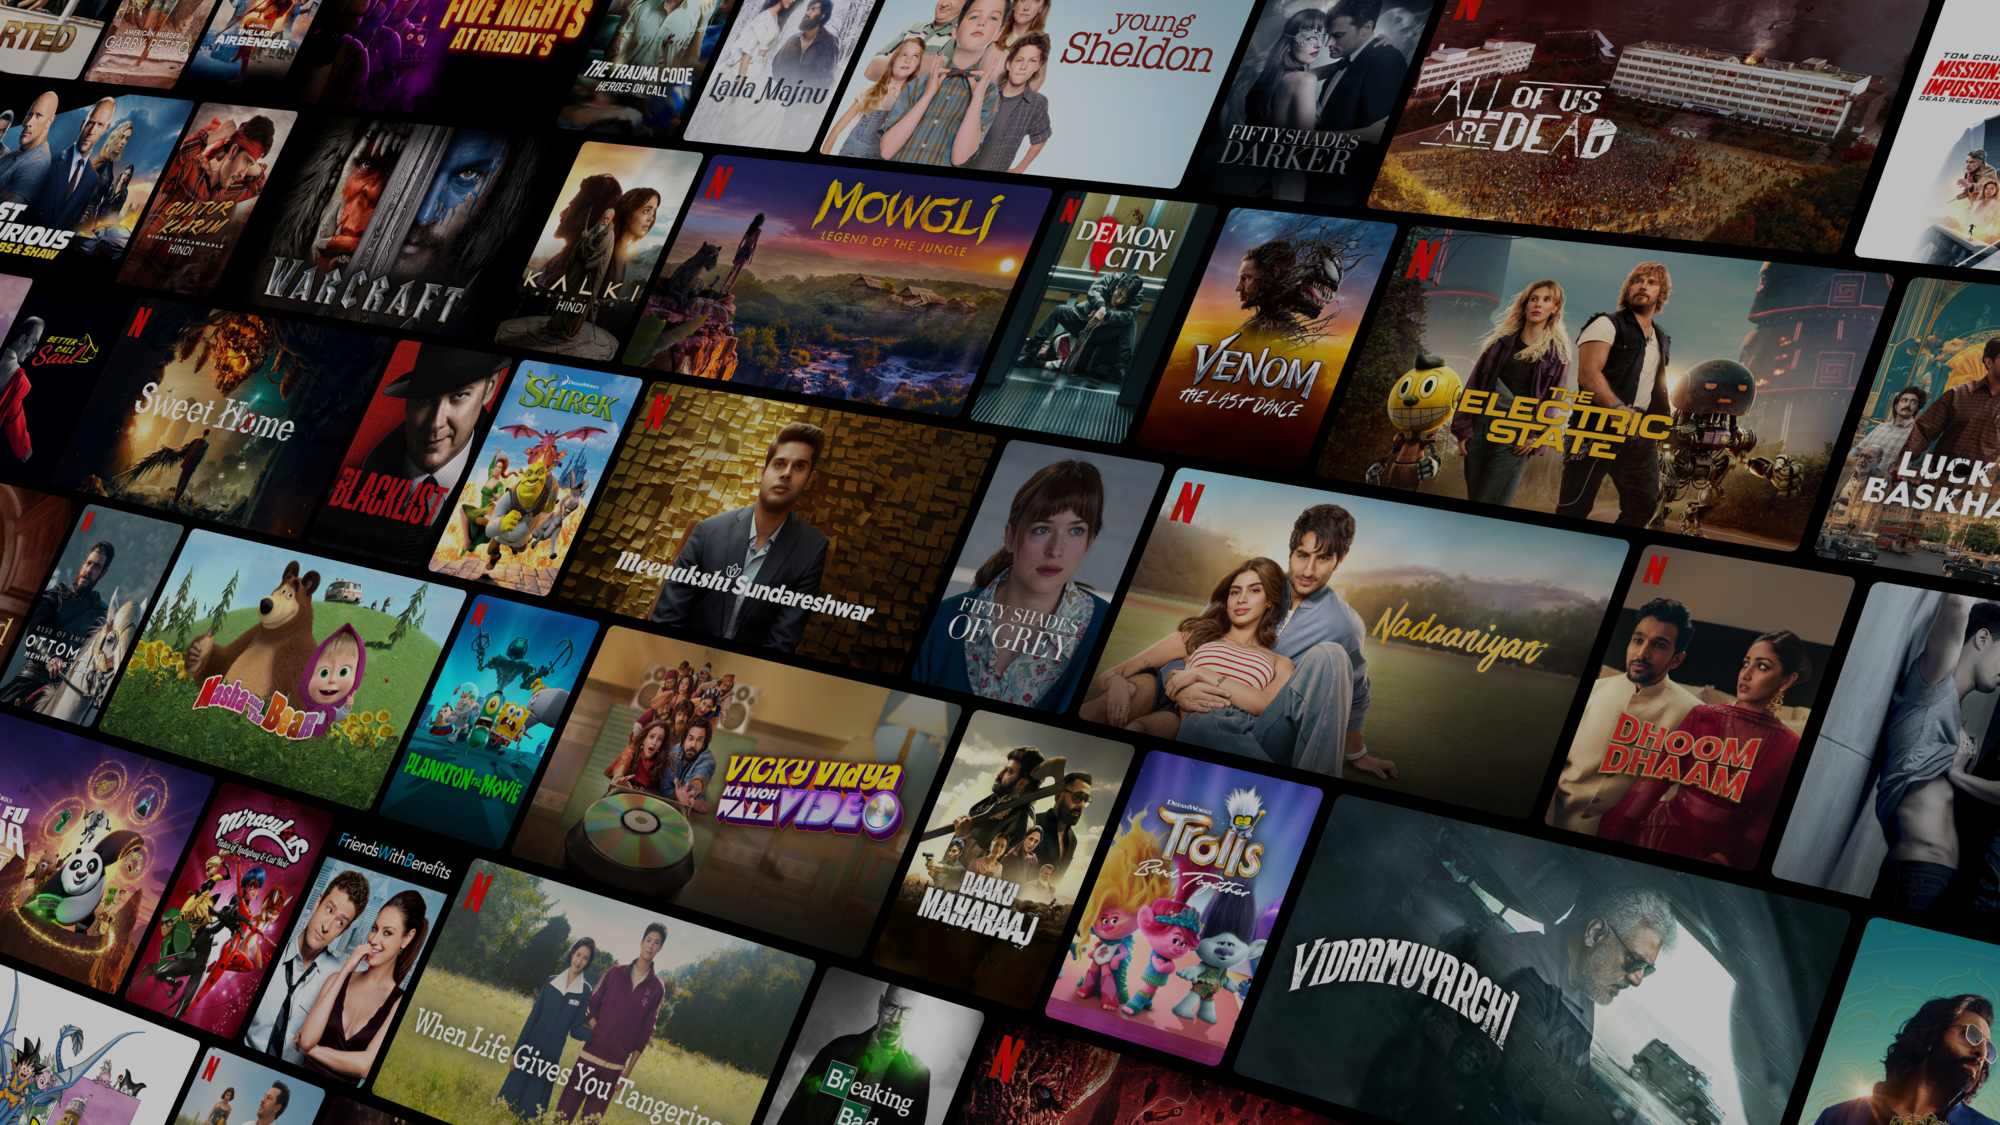 RTED
AMERICAN MURDER:
GABBY PETITO
THE LAST
AIRBENDER
FIVE NIGHTS
AT FREDDY'S
THE TRAUMA CODE
HEROES ON CALL
Laila Majnu
young
Sheldon
FIFTY SHADES
DARKER
N
ALL OF US
ARE DEAD
TOM CRU
MISSION:
IMPOSSIBLE
DEAD RECKONING
ST
URIOUS
BS & SHAW
GUNTUR
KAARAM
HIGHLY INFLAMMABLE
HINDI
WARCRAFT
KALKI
HINDI
N
MOWGLI
LEGEND OF THE JUNGLE
N
DEMON
CITY
VENOM
THE LAST DANCE
N
THE
ELECTRIC
STATE
LUCK
BASKHA
BETTER
CALL
Saul
N
Sweet Home
THE
BLACKLIST
DREAMWORKS
SHREK
N
Meenakshi Sundareshwar
FIFTY SHADES
OF GREY
N
Nadaaniyan
N
DHOOM
DHAAM
d
N
RISE OF EMP
OTTOM
Masha and the Bear
N
PLANKTON THE MOVIE
VICKY VIDYA
KA WOH
WALA VIDEO
DAAKU
MAHARAAJ
DREAMWORKS
Trolls
Band Together
VIDAAMUYARCHI
FU
DA
Miraculous
Tales of Ladybug & Cat Noir
FriendsWithBenefits
N
When Life Gives You Tangerin
Breaking
Bad
N
N